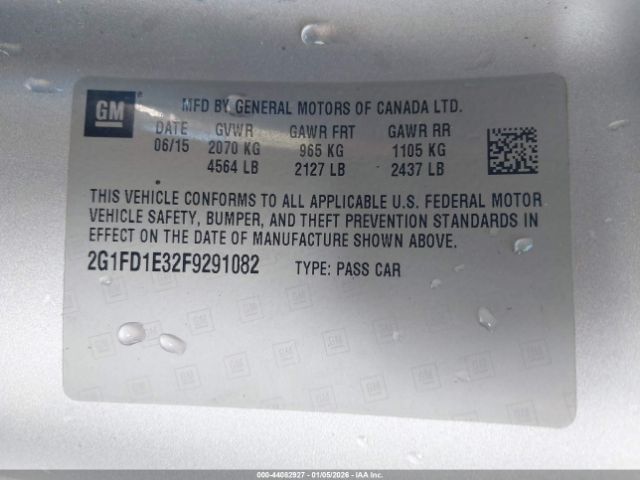 GM
MFD BY GENERAL MOTORS OF CANADA LTD.
DATE GVWR GAWR FRT GAWR RR
06/15 2070 KG 965 KG 1105 KG
4564 LB 2127 LB 2437 LB
THIS VEHICLE CONFORMS TO ALL APPLICABLE U.S. FEDERAL MOTOR
VEHICLE SAFETY, BUMPER, AND THEFT PREVENTION STANDARDS IN
EFFECT ON THE DATE OF MANUFACTURE SHOWN ABOVE.
2G1FD1E32F9291082 TYPE: PASS CAR
000-44082927 - 01/05/2026 - IAAI.CA